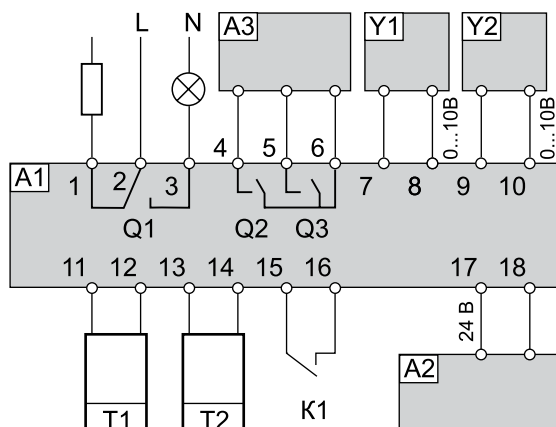 L N A3 Y1 Y2
0...10В 0...10В
4 5 6
A1 1 2 3 7 8 9 10
Q1 Q2 Q3
11 12 13 14 15 16 17 18
24 В
A2
T1 T2 K1